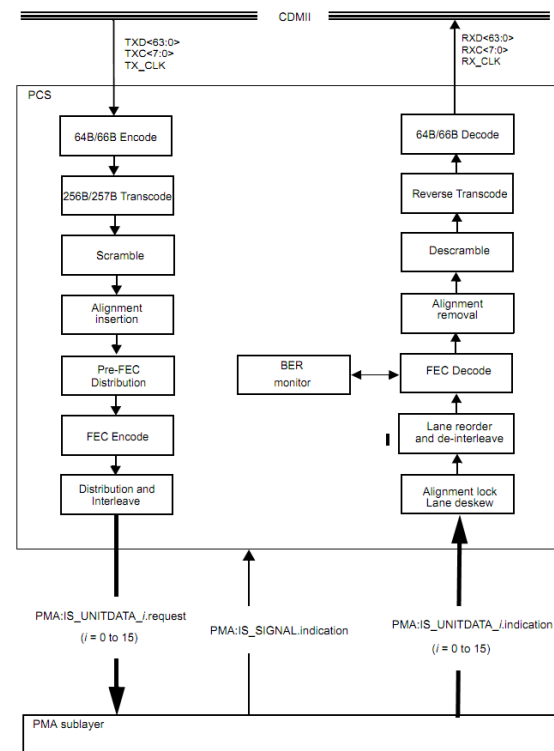 CDMII
TXD<63:0>
TXC<7:0>
TX_CLK
RXD<63:0>
RXC<7:0>
RX_CLK
PCS
64B/66B Encode
256B/257B Transcode
Scramble
Alignment
insertion
Pre-FEC
Distribution
FEC Encode
Distribution and
Interleave
64B/66B Decode
Reverse Transcode
Descramble
Alignment
removal
BER
monitor
FEC Decode
Lane reorder
and de-interleave
Alignment lock
Lane deskew
PMA:IS_UNITDATA_i.request
(i = 0 to 15)
PMA:IS_SIGNAL.indication
PMA:IS_UNITDATA_i.indication
(i = 0 to 15)
PMA sublayer